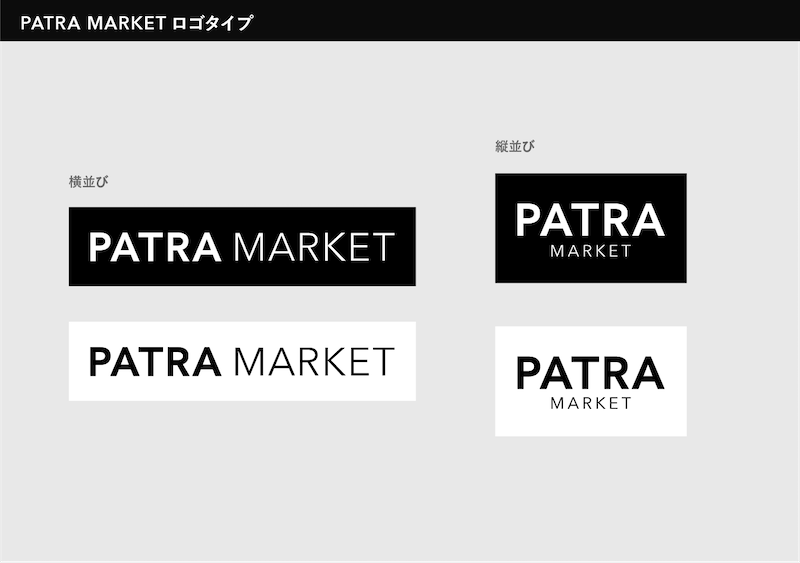 PATRA MARKET ロゴタイプ
横並び
PATRA MARKET
PATRA MARKET
縦並び
PATRA
MARKET
PATRA
MARKET